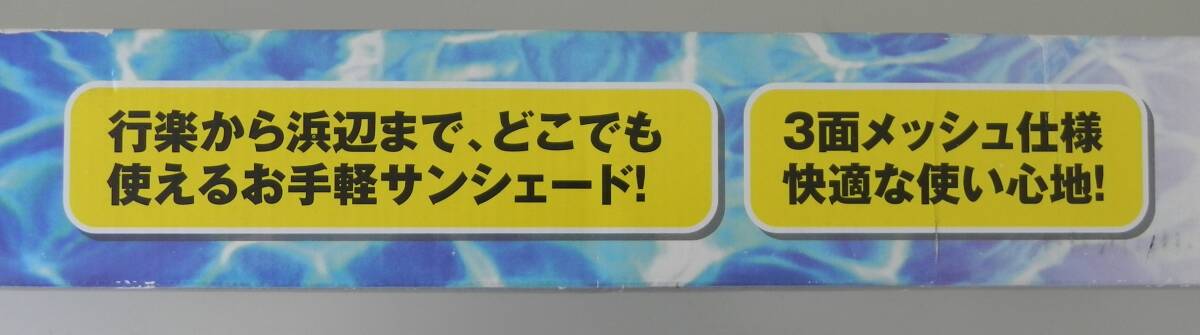 行楽から浜辺まで、どこでも
使えるお手軽サンシェード!
3面メッシュ仕様
快適な使い心地!